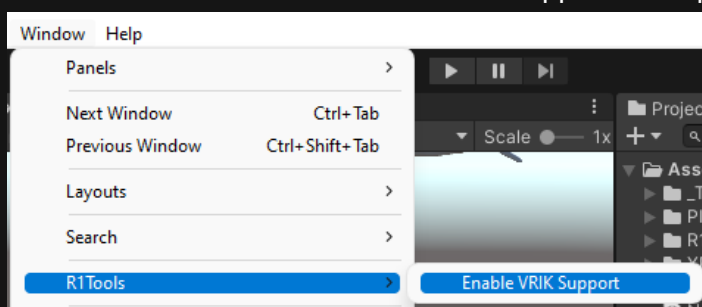 Window Help
Panels
Next Window Ctrl+Tab
Previous Window Ctrl+Shift+Tab
Layouts
Search
R1Tools
Enable VRIK Support
Scale 1x
Projec
Ass